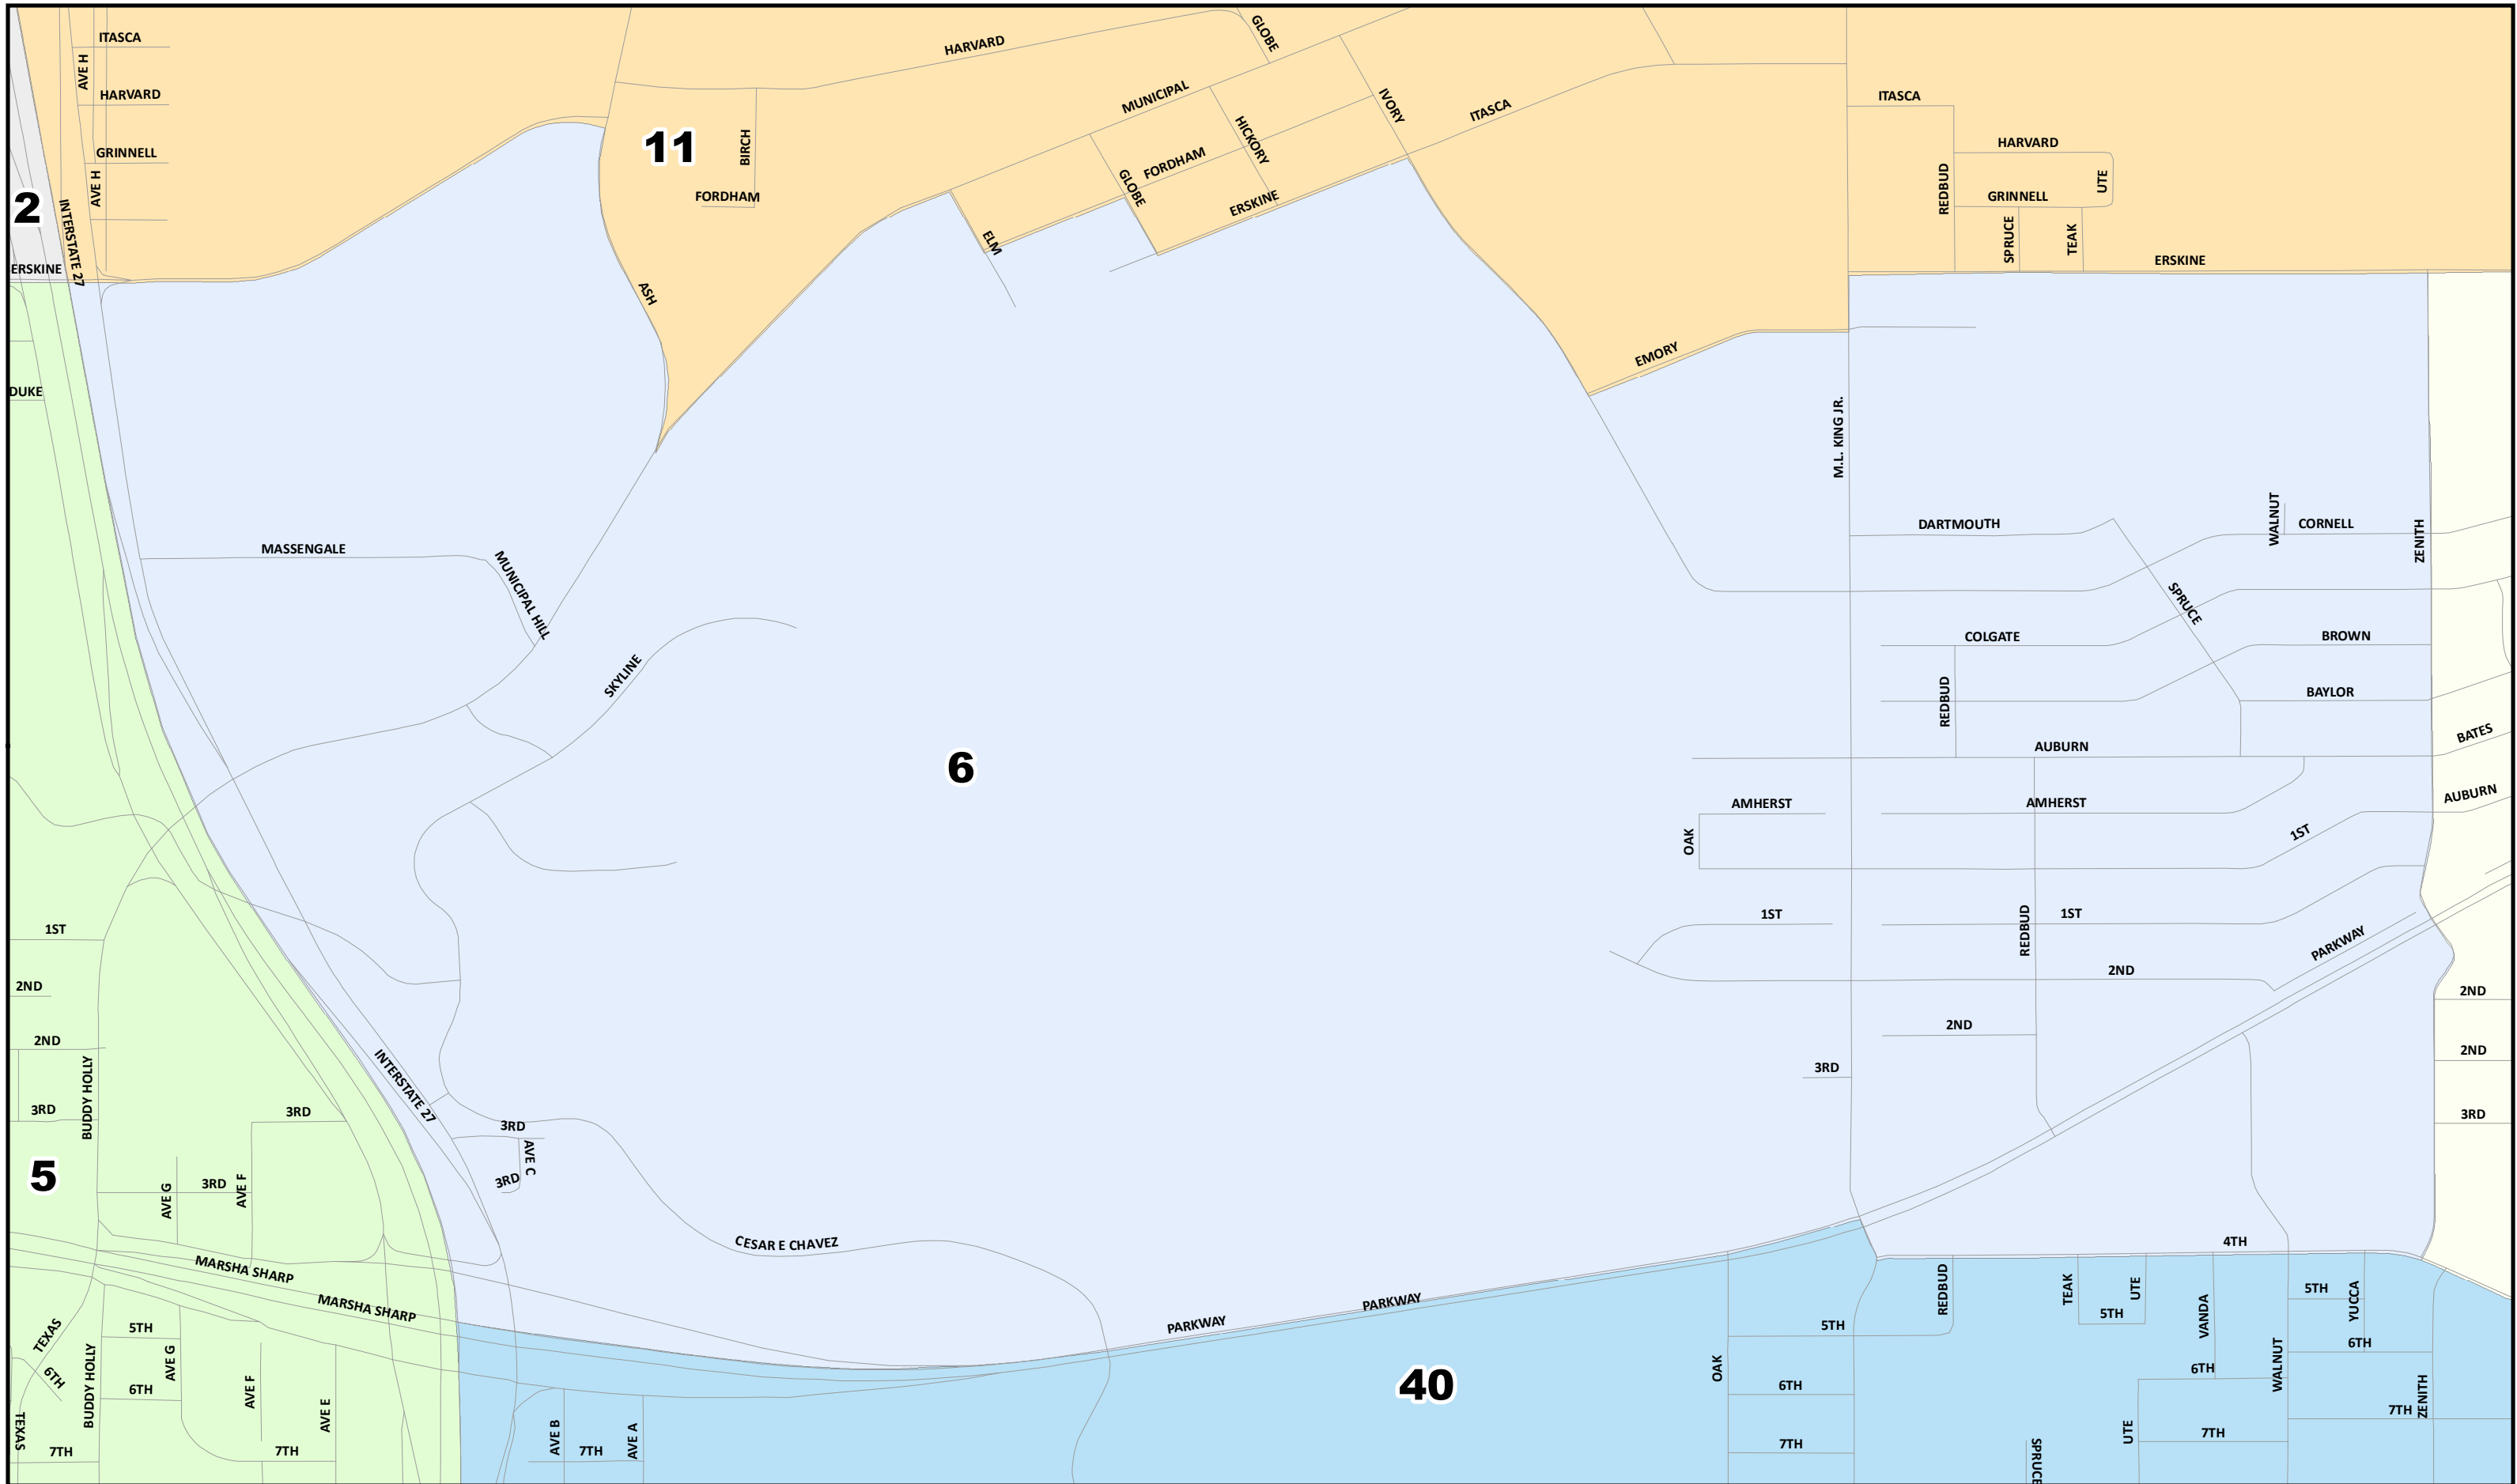 ITASCA
AVE H
HARVARD
GRINNELL
AVE H
2
INTERSTATE 27
ERSKINE
DUKE
HARVARD
GLOBE
MUNICIPAL
IVORY
ITASCA
11
BIRCH
HICKORY
FORDHAM
FORDHAM
GLOBE
ERSKINE
ELM
ASH
ITASCA
HARVARD
REDBUD
UTE
GRINNELL
SPRUCE
TEAK
ERSKINE
EMORY
M.L. KING JR.
MASSENGALE
MUNICIPAL HILL
SKYLINE
6
DARTMOUTH
WALNUT
CORNELL
ZENITH
SPRUCE
COLGATE
BROWN
REDBUD
BAYLOR
BATES
AUBURN
AUBURN
AMHERST
AMHERST
OAK
1ST
1ST
1ST
REDBUD
PARKWAY
2ND
2ND
2ND
2ND
3RD
3RD
1ST
2ND
2ND
BUDDY HOLLY
3RD
3RD
5
AVE G
3RD
AVE F
INTERSTATE 27
3RD
AVE C
3RD
CESAR E CHAVEZ
MARSHA SHARP
MARSHA SHARP
PARKWAY
PARKWAY
4TH
TEXAS
6TH
TEXAS
BUDDY HOLLY
5TH
AVE G
6TH
AVE F
AVE E
7TH
7TH
AVE B
7TH
AVE A
40
OAK
5TH
6TH
7TH
REDBUD
TEAK
UTE
5TH
VANDA
5TH
YUCCA
6TH
6TH
WALNUT
ZENITH
7TH
UTE
7TH
SPRUCE